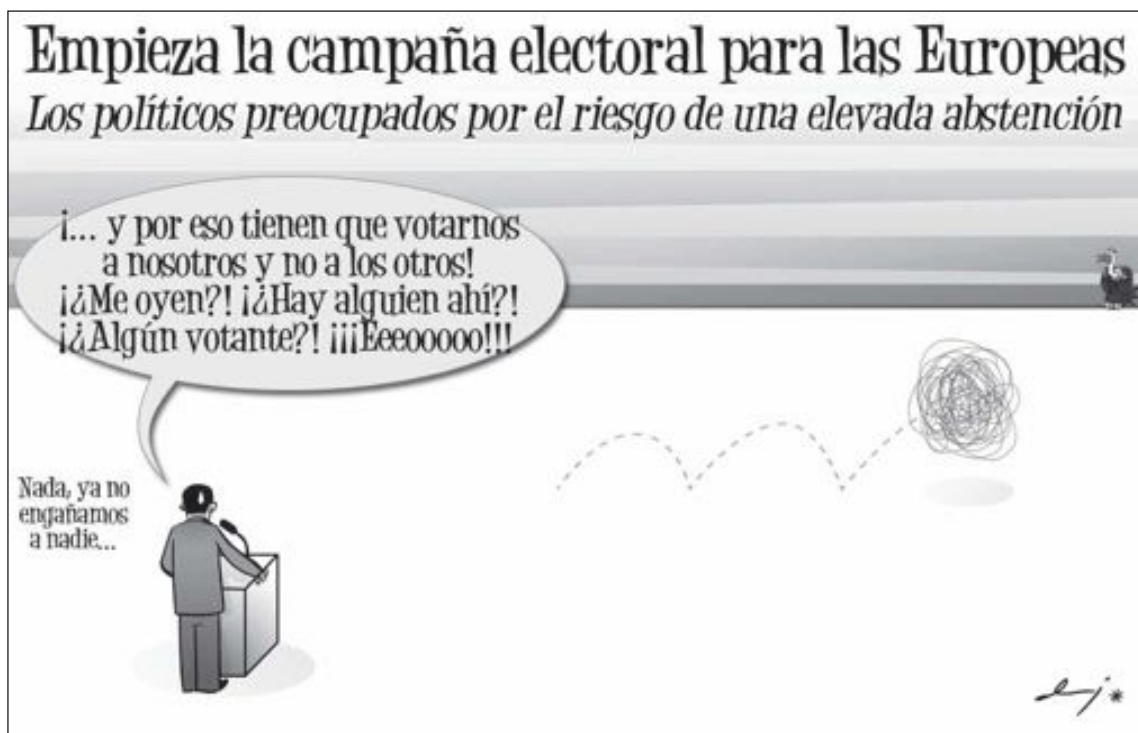 Empieza la campaña electoral para las Europeas
Los políticos preocupados por el riesgo de una elevada abstención
¡... y por eso tienen que votarnos
a nosotros y no a los otros!
¡¿Me oyen?! ¡¿Hay alguien ahí?!
¡¿Algún votante?! ¡¡¡Eeeooooo!!!
Nada, ya no
engañamos
a nadie...